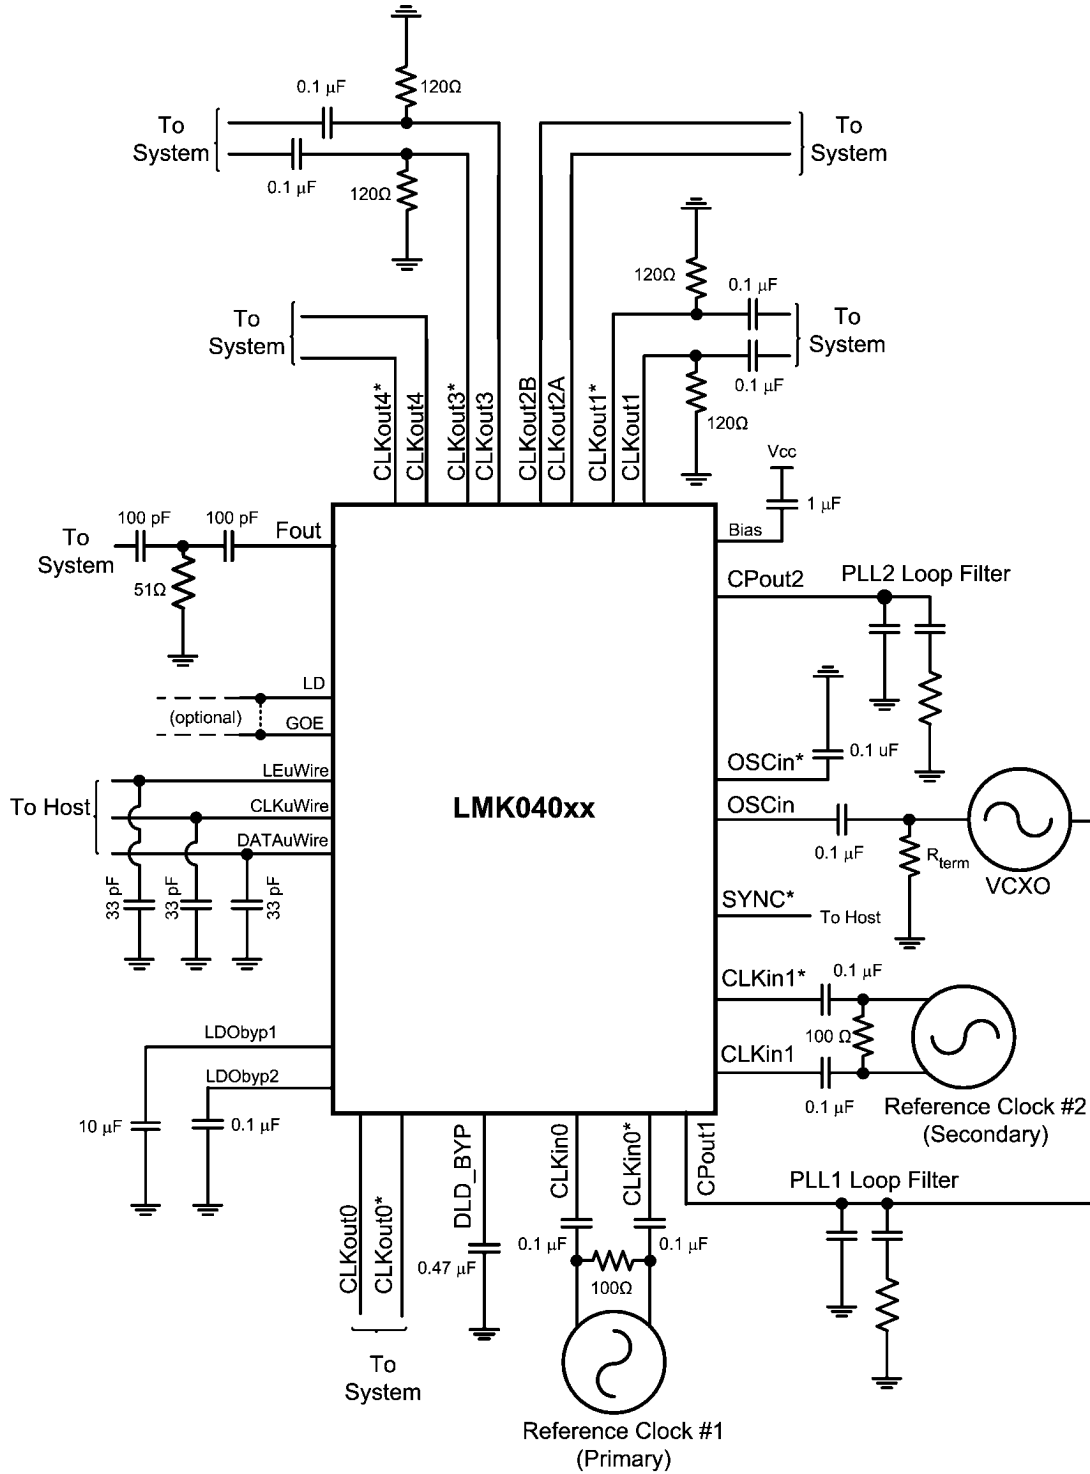 120Ω
0.1 µF
To
System
0.1 µF
120Ω
To
System
120Ω
0.1 µF
To
System
0.1 µF
120Ω
To
System
CLKout4*
CLKout4
CLKout3*
CLKout3
CLKout2B
CLKout2A
CLKout1*
CLKout1
Vcc
1 µF
Bias
To
System
100 pF
100 pF
Fout
51Ω
CPout2
PLL2 Loop Filter
LD
(optional)
GOE
To Host
LEuWire
CLKuWire
DATAuWire
33 pF
33 pF
33 pF
LMK040xx
OSCin*
0.1 uF
OSCin
0.1 µF
Rterm
VCXO
SYNC*
To Host
CLKin1*
0.1 µF
100 Ω
CLKin1
0.1 µF
Reference Clock #2
(Secondary)
LDObyp1
LDObyp2
10 µF
0.1 µF
CLKout0
CLKout0*
To
System
DLD_BYP
0.47 µF
CLKin0
CLKin0*
0.1 µF
0.1 µF
100Ω
Reference Clock #1
(Primary)
CPout1
PLL1 Loop Filter